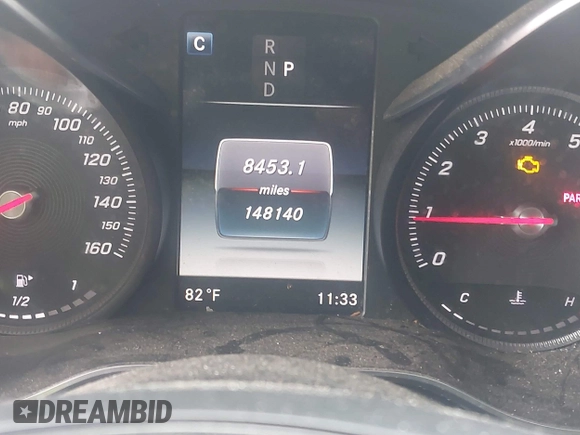 C
R
N P
D
80 90 100 110 120 130 140 150 160
mph
1/2 1
8453.1
miles
148140
82°F 11:33
0 1 2 3 4 5
x1000/min
PAR
C H
DREAMBID